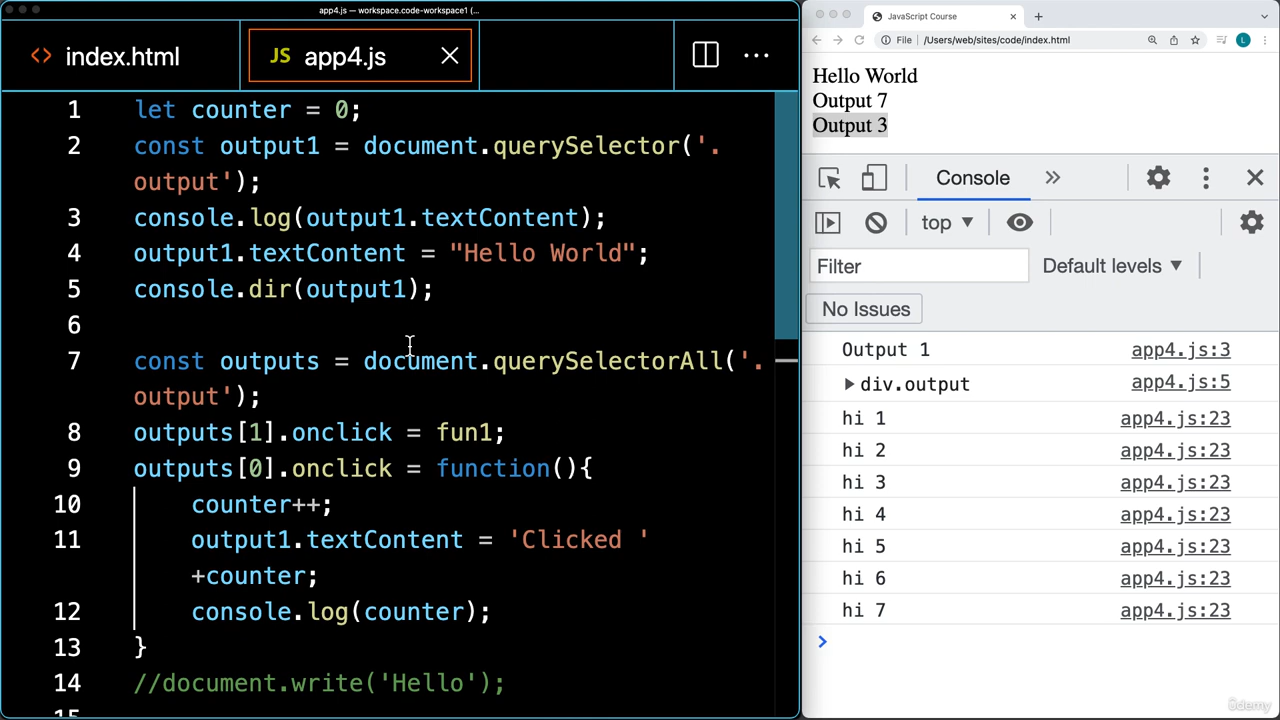 app4.js — workspace.code-workspace1 (...
index.html
JS app4.js
1 let counter = 0;
2 const output1 = document.querySelector('.
output');
3 console.log(output1.textContent);
4 output1.textContent = "Hello World";
5 console.dir(output1);
6
7 const outputs = document.querySelectorAll('.
output');
8 outputs[1].onclick = fun1;
9 outputs[0].onclick = function(){
10 counter++;
11 output1.textContent = 'Clicked '
+counter;
12 console.log(counter);
13 }
14 //document.write('Hello');
15
JavaScript Course
File /Users/web/sites/code/index.html
L
Hello World
Output 7
Output 3
Console
top
Filter
Default levels
No Issues
Output 1 app4.js:3
div.output app4.js:5
hi 1 app4.js:23
hi 2 app4.js:23
hi 3 app4.js:23
hi 4 app4.js:23
hi 5 app4.js:23
hi 6 app4.js:23
hi 7 app4.js:23
ûdemy